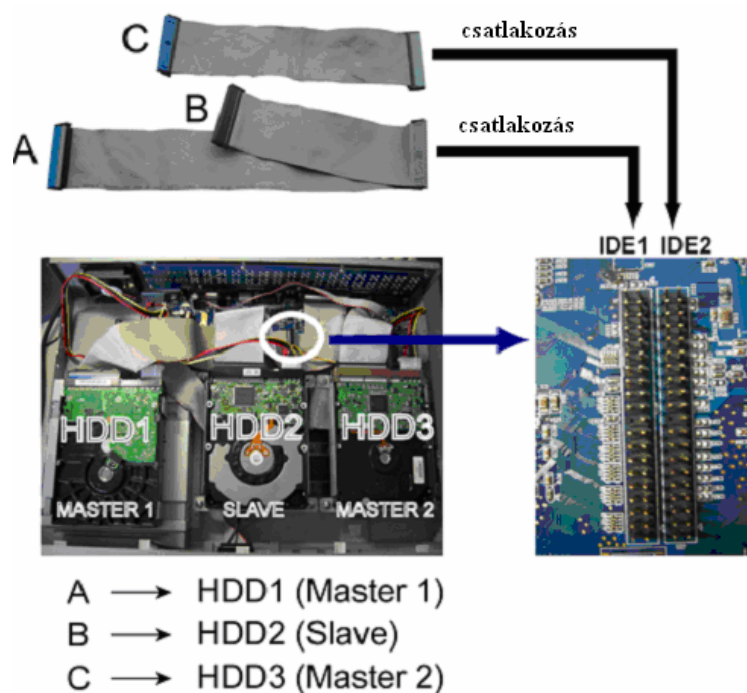 C
csatlakozás
B
csatlakozás
A
IDE1 IDE2
HDD1 HDD2 HDD3
MASTER 1 SLAVE MASTER 2
A → HDD1 (Master 1)
B → HDD2 (Slave)
C → HDD3 (Master 2)